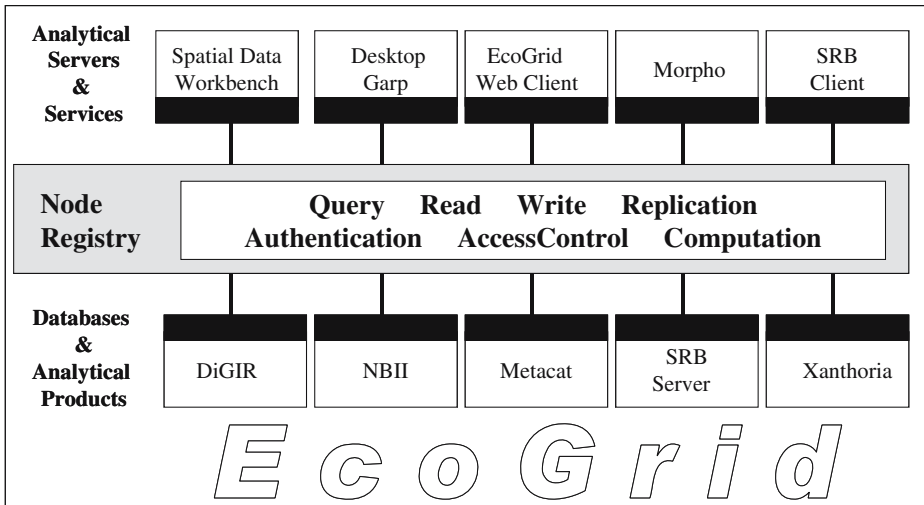 Analytical
Servers
&
Services
Spatial Data
Workbench
Desktop
Garp
EcoGrid
Web Client
Morpho
SRB
Client
Node
Registry
Query Read Write Replication
Authentication AccessControl Computation
Databases
&
Analytical
Products
DiGIR
NBII
Metacat
SRB
Server
Xanthoria
EcoGrid